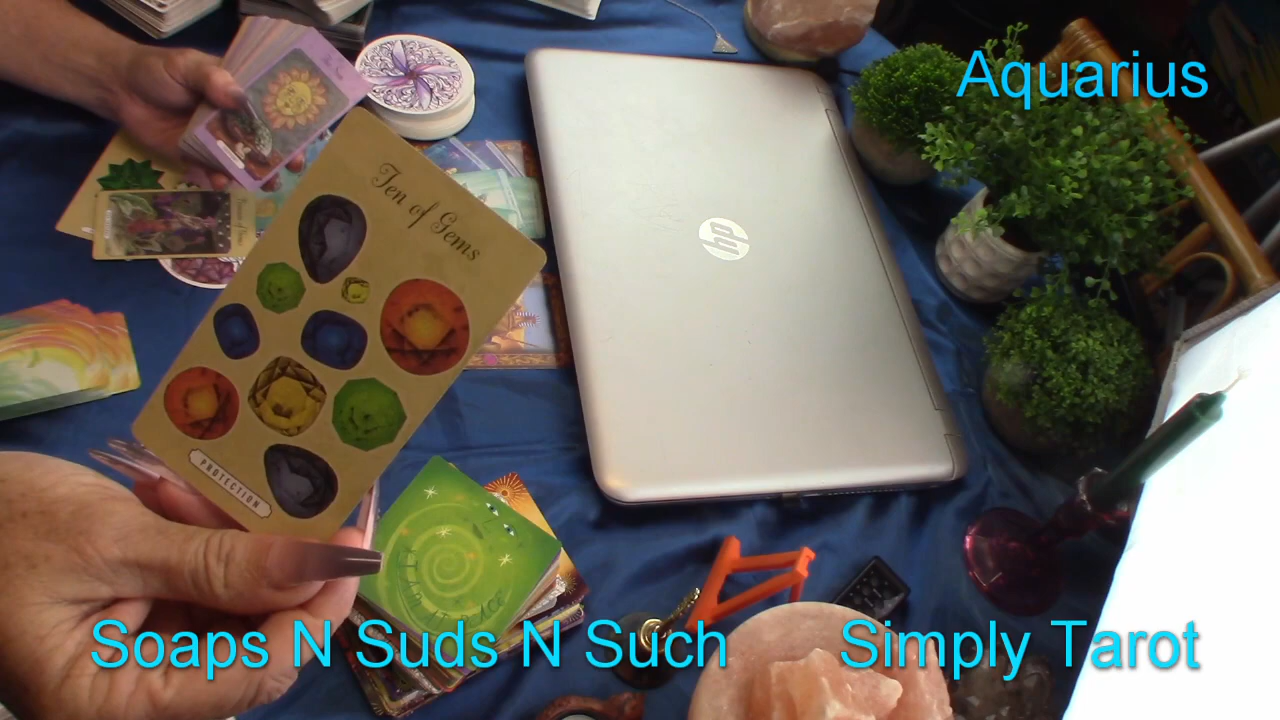 Aquarius
Ten of Gems
hp
PROTECTION
Soaps N Suds N Such
Simply Tarot